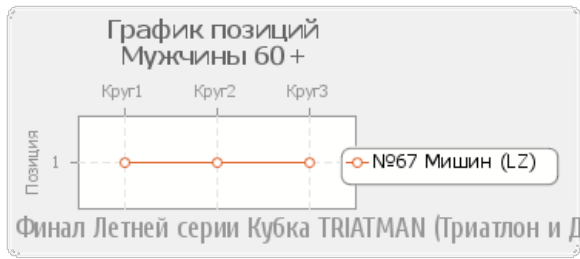 График позиций
Мужчины 60+
Круг1 Круг2 Круг3
Позиция
1
№67 Мишин (LZ)
Финал Летней серии Кубка TRIATMAN (Триатлон и Д